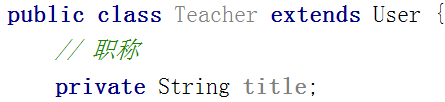 public class Teacher extends User {
// 职称
private String title;